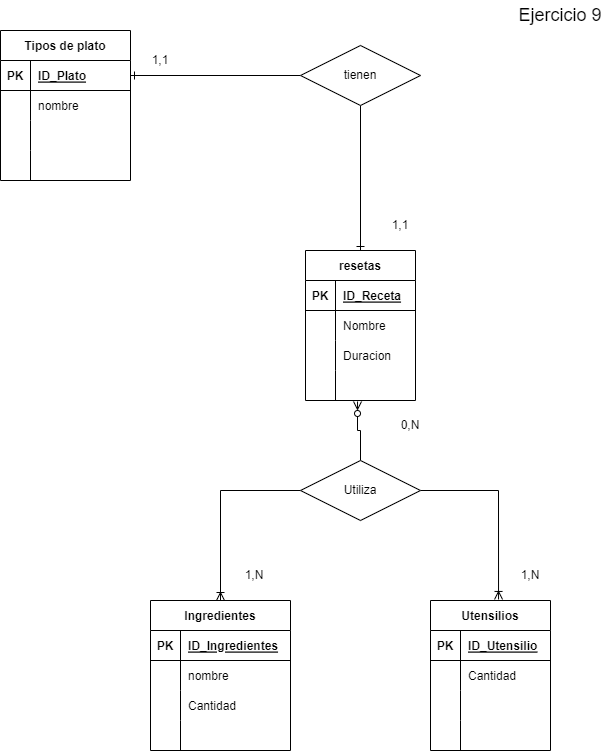 Ejercicio 9
Tipos de plato
PK ID_Plato
nombre
1,1
tienen
1,1
resetas
PK ID_Receta
Nombre
Duracion
0,N
Utiliza
1,N
1,N
Ingredientes
PK ID_Ingredientes
nombre
Cantidad
Utensilios
PK ID_Utensilio
Cantidad